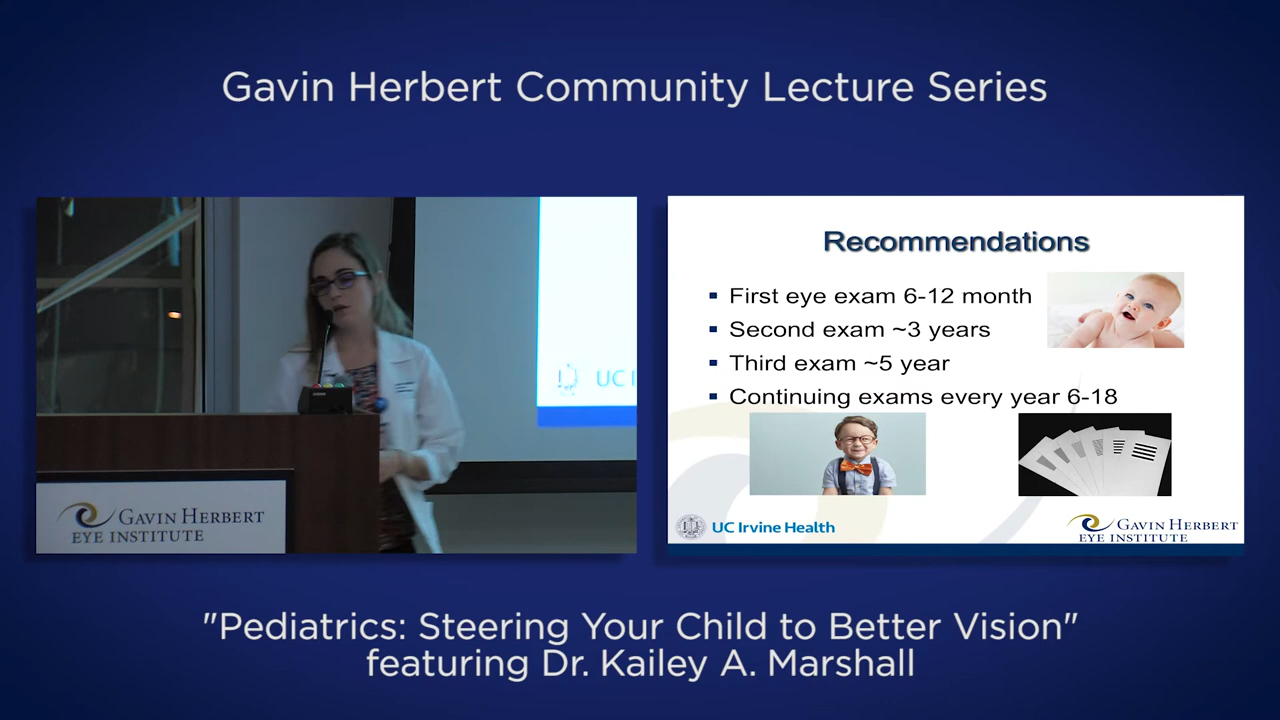 Gavin Herbert Community Lecture Series
UC I
GAVIN HERBERT
EYE INSTITUTE
Recommendations
▪ First eye exam 6-12 month
▪ Second exam ~3 years
▪ Third exam ~5 year
▪ Continuing exams every year 6-18
UC Irvine Health
GAVIN HERBERT
EYE INSTITUTE
"Pediatrics: Steering Your Child to Better Vision"
featuring Dr. Kailey A. Marshall